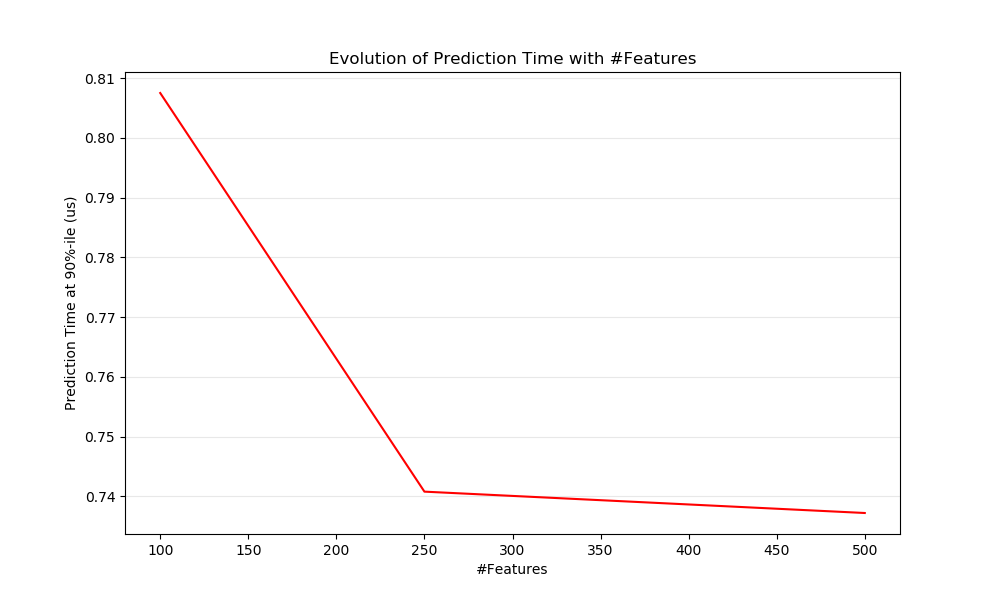 Evolution of Prediction Time with #Features
Prediction Time at 90%-ile (us)
0.81
0.80
0.79
0.78
0.77
0.76
0.75
0.74
100 150 200 250 300 350 400 450 500
#Features